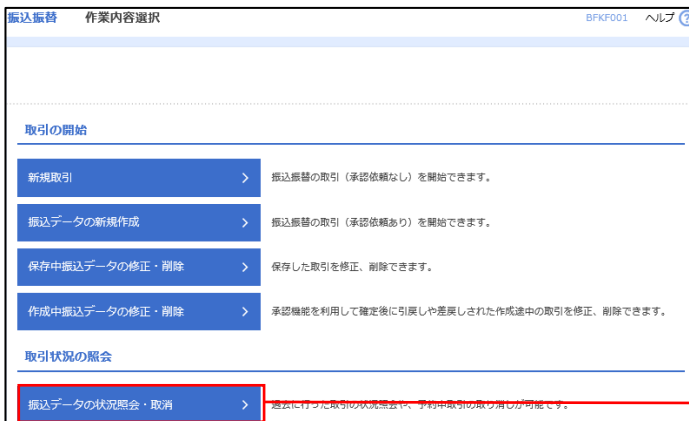 振込振替 作業内容選択 BFKF001 ヘルプ ?
取引の開始
新規取引 > 振込振替の取引（承認依頼なし）を開始できます。
振込データの新規作成 > 振込振替の取引（承認依頼あり）を開始できます。
保存中振込データの修正・削除 > 保存した取引を修正、削除できます。
作成中振込データの修正・削除 > 承認機能を利用して確定後に引戻しや差戻しされた作成途中の取引を修正、削除できます。
取引状況の照会
振込データの状況照会・取消 > 過去に行った取引の状況照会や、予約中取引の取り消しが可能です。